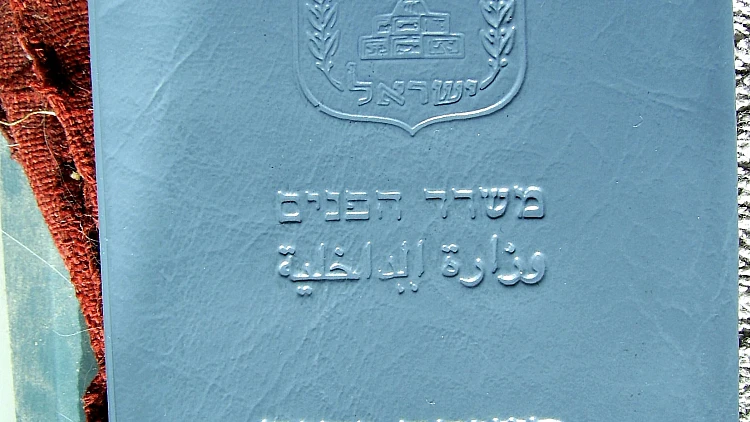 ישראל
משרד הפנים
وزارة الداخلية